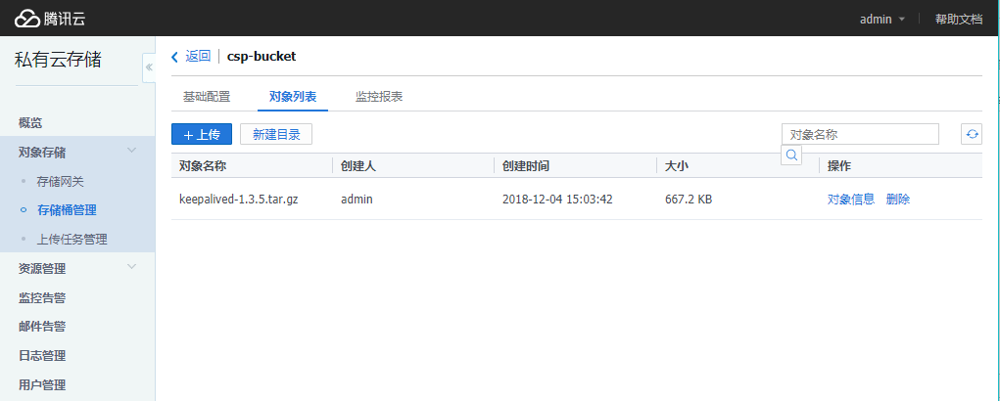 腾讯云
admin
帮助文档
私有云存储
概览
对象存储
存储网关
存储桶管理
上传任务管理
资源管理
监控告警
邮件告警
日志管理
用户管理
返回 csp-bucket
基础配置 对象列表 监控报表
+ 上传 新建目录 对象名称
对象名称 创建人 创建时间 大小 操作
keepalived-1.3.5.tar.gz admin 2018-12-04 15:03:42 667.2 KB 对象信息 删除